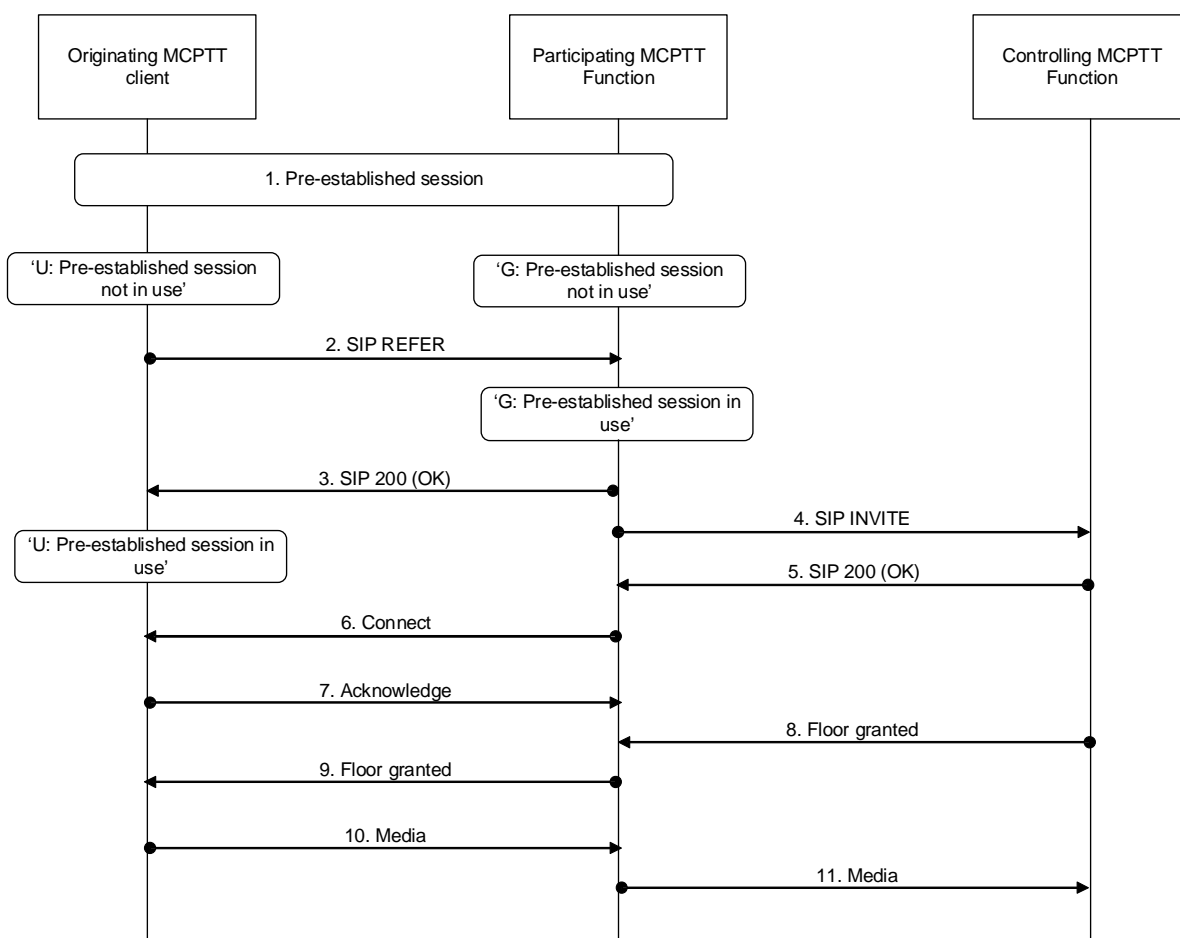 Originating MCPTT
client
Participating MCPTT
Function
Controlling MCPTT
Function
1. Pre-established session
‘U: Pre-established session
not in use’
‘G: Pre-established session
not in use’
2. SIP REFER
‘G: Pre-established session in
use’
3. SIP 200 (OK)
4. SIP INVITE
‘U: Pre-established session in
use’
5. SIP 200 (OK)
6. Connect
7. Acknowledge
8. Floor granted
9. Floor granted
10. Media
11. Media